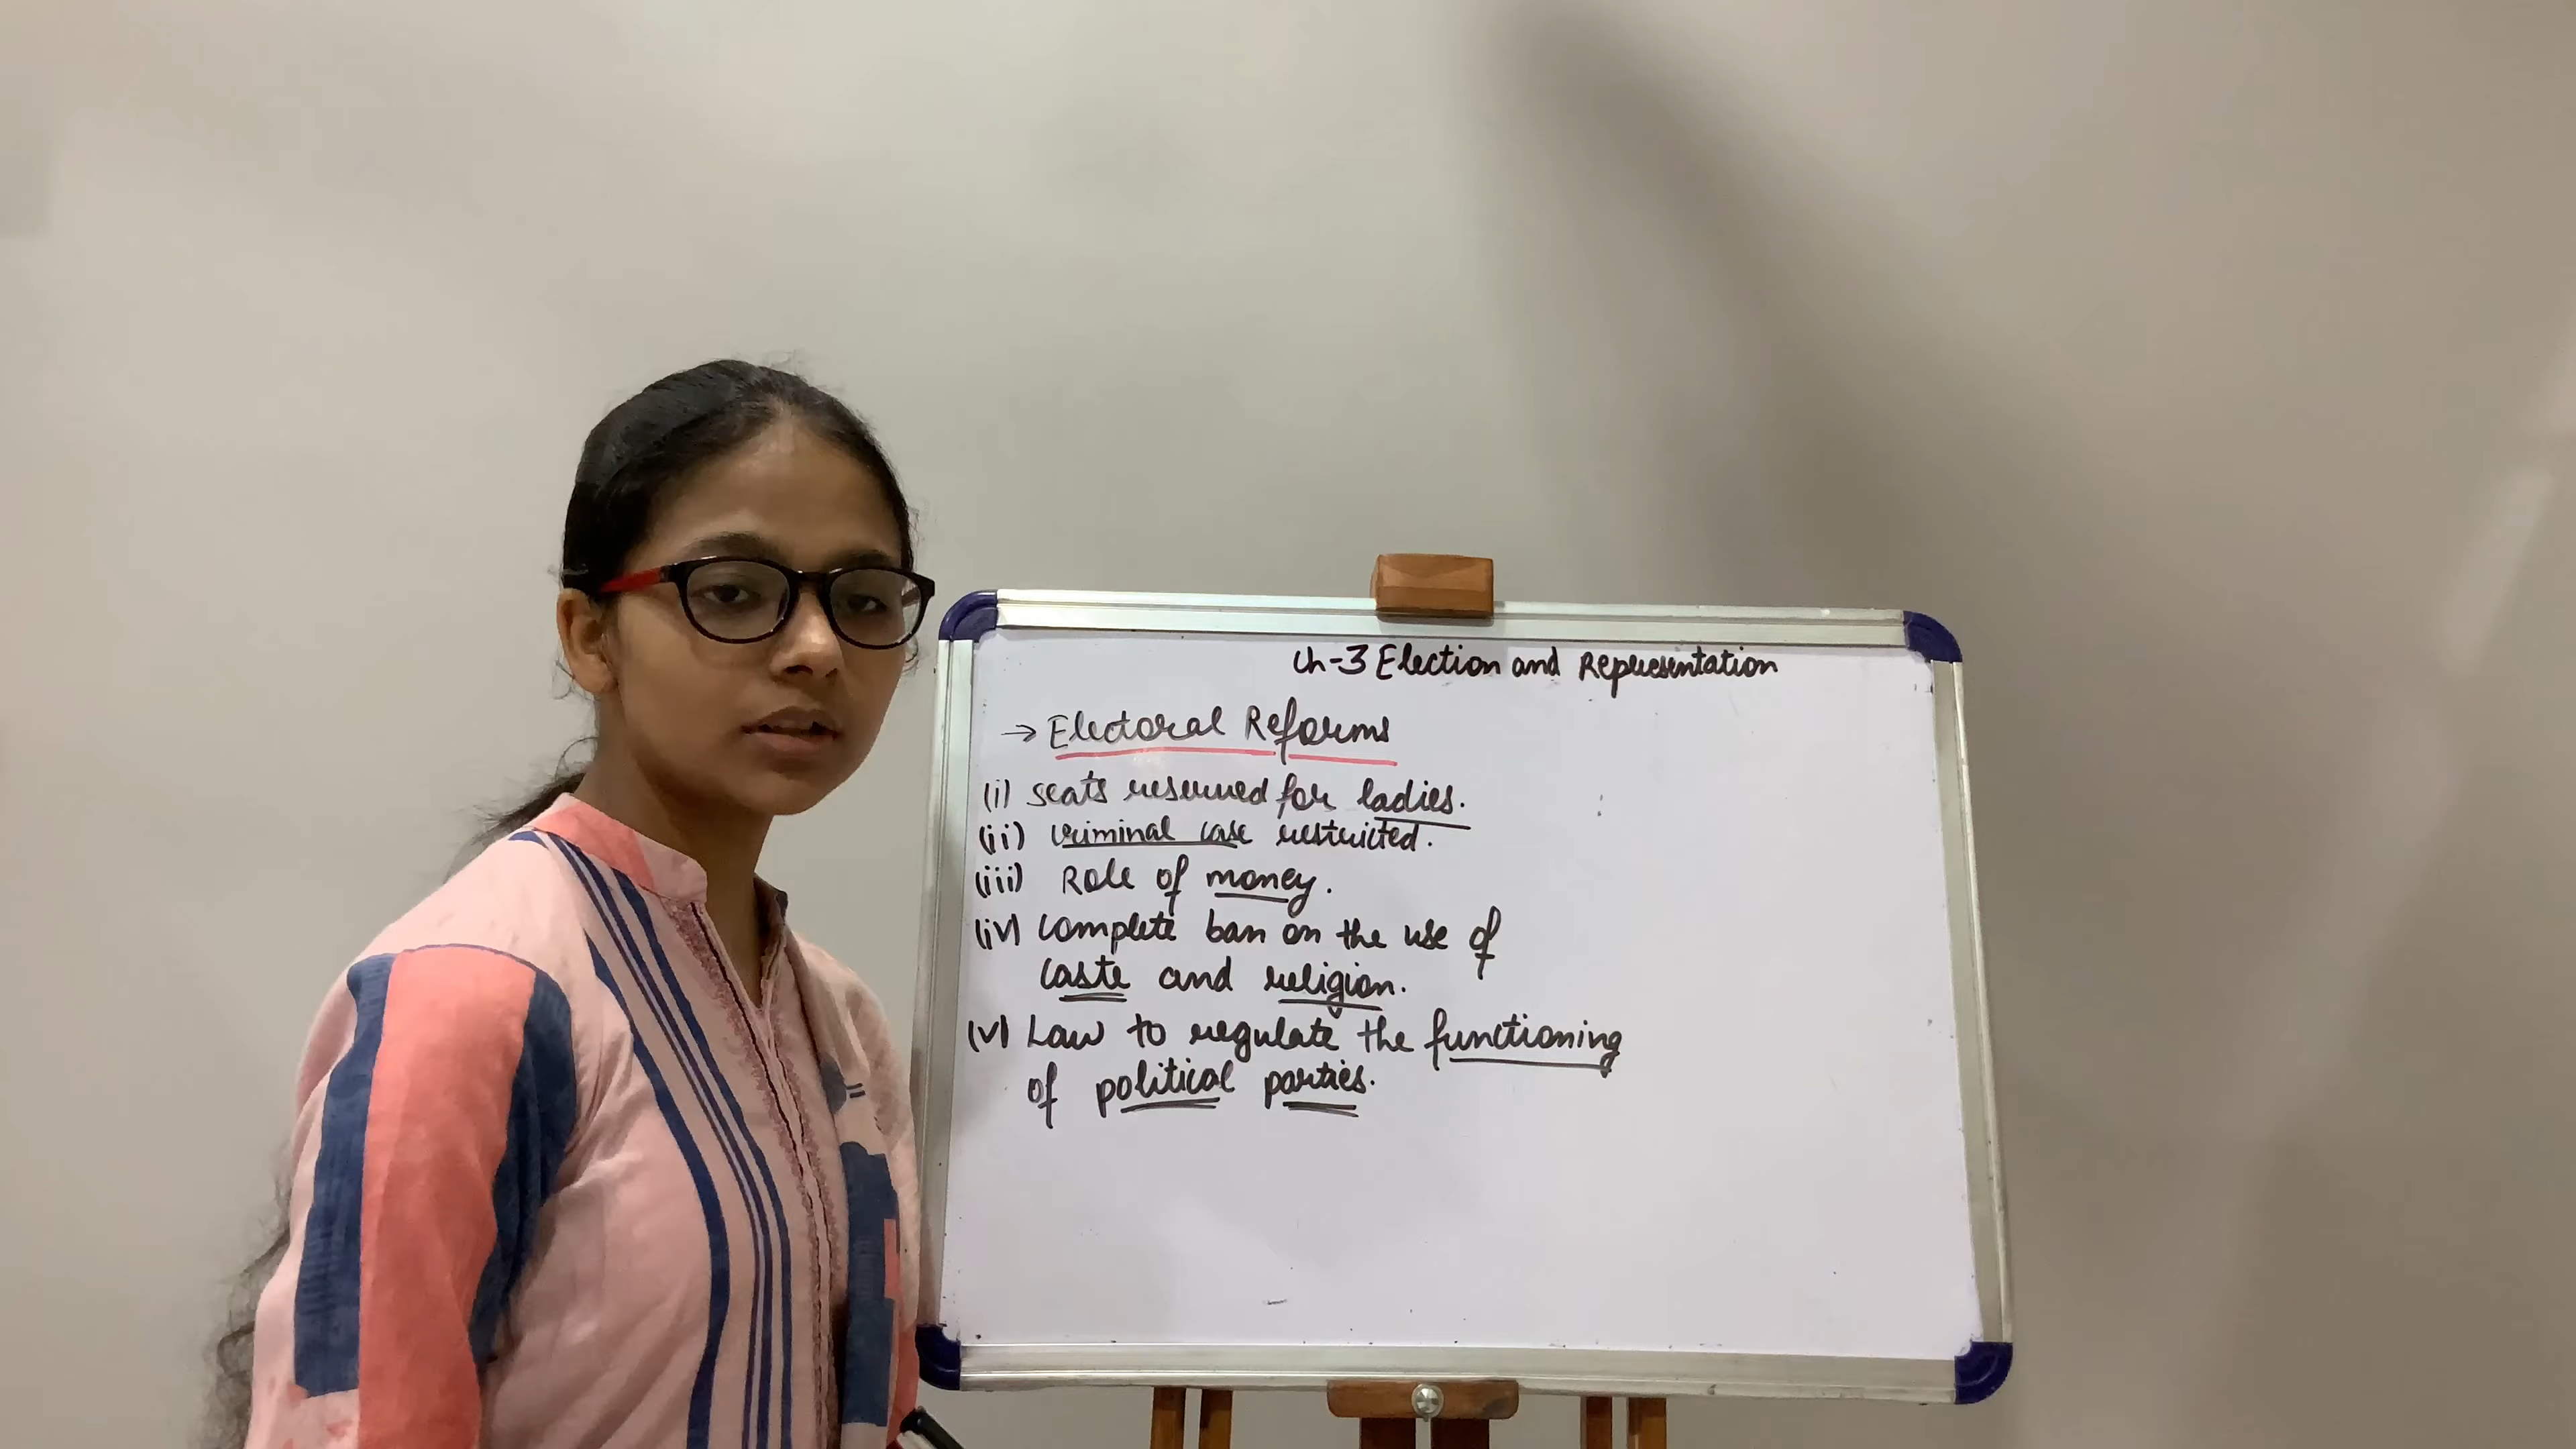 Ch-3 Election and Representation
→ Electoral Reforms
(i) seats reserved for ladies.
(ii) criminal case restricted.
(iii) Role of money.
(iv) complete ban on the use of
caste and religion.
(v) Law to regulate the functioning
of political parties.